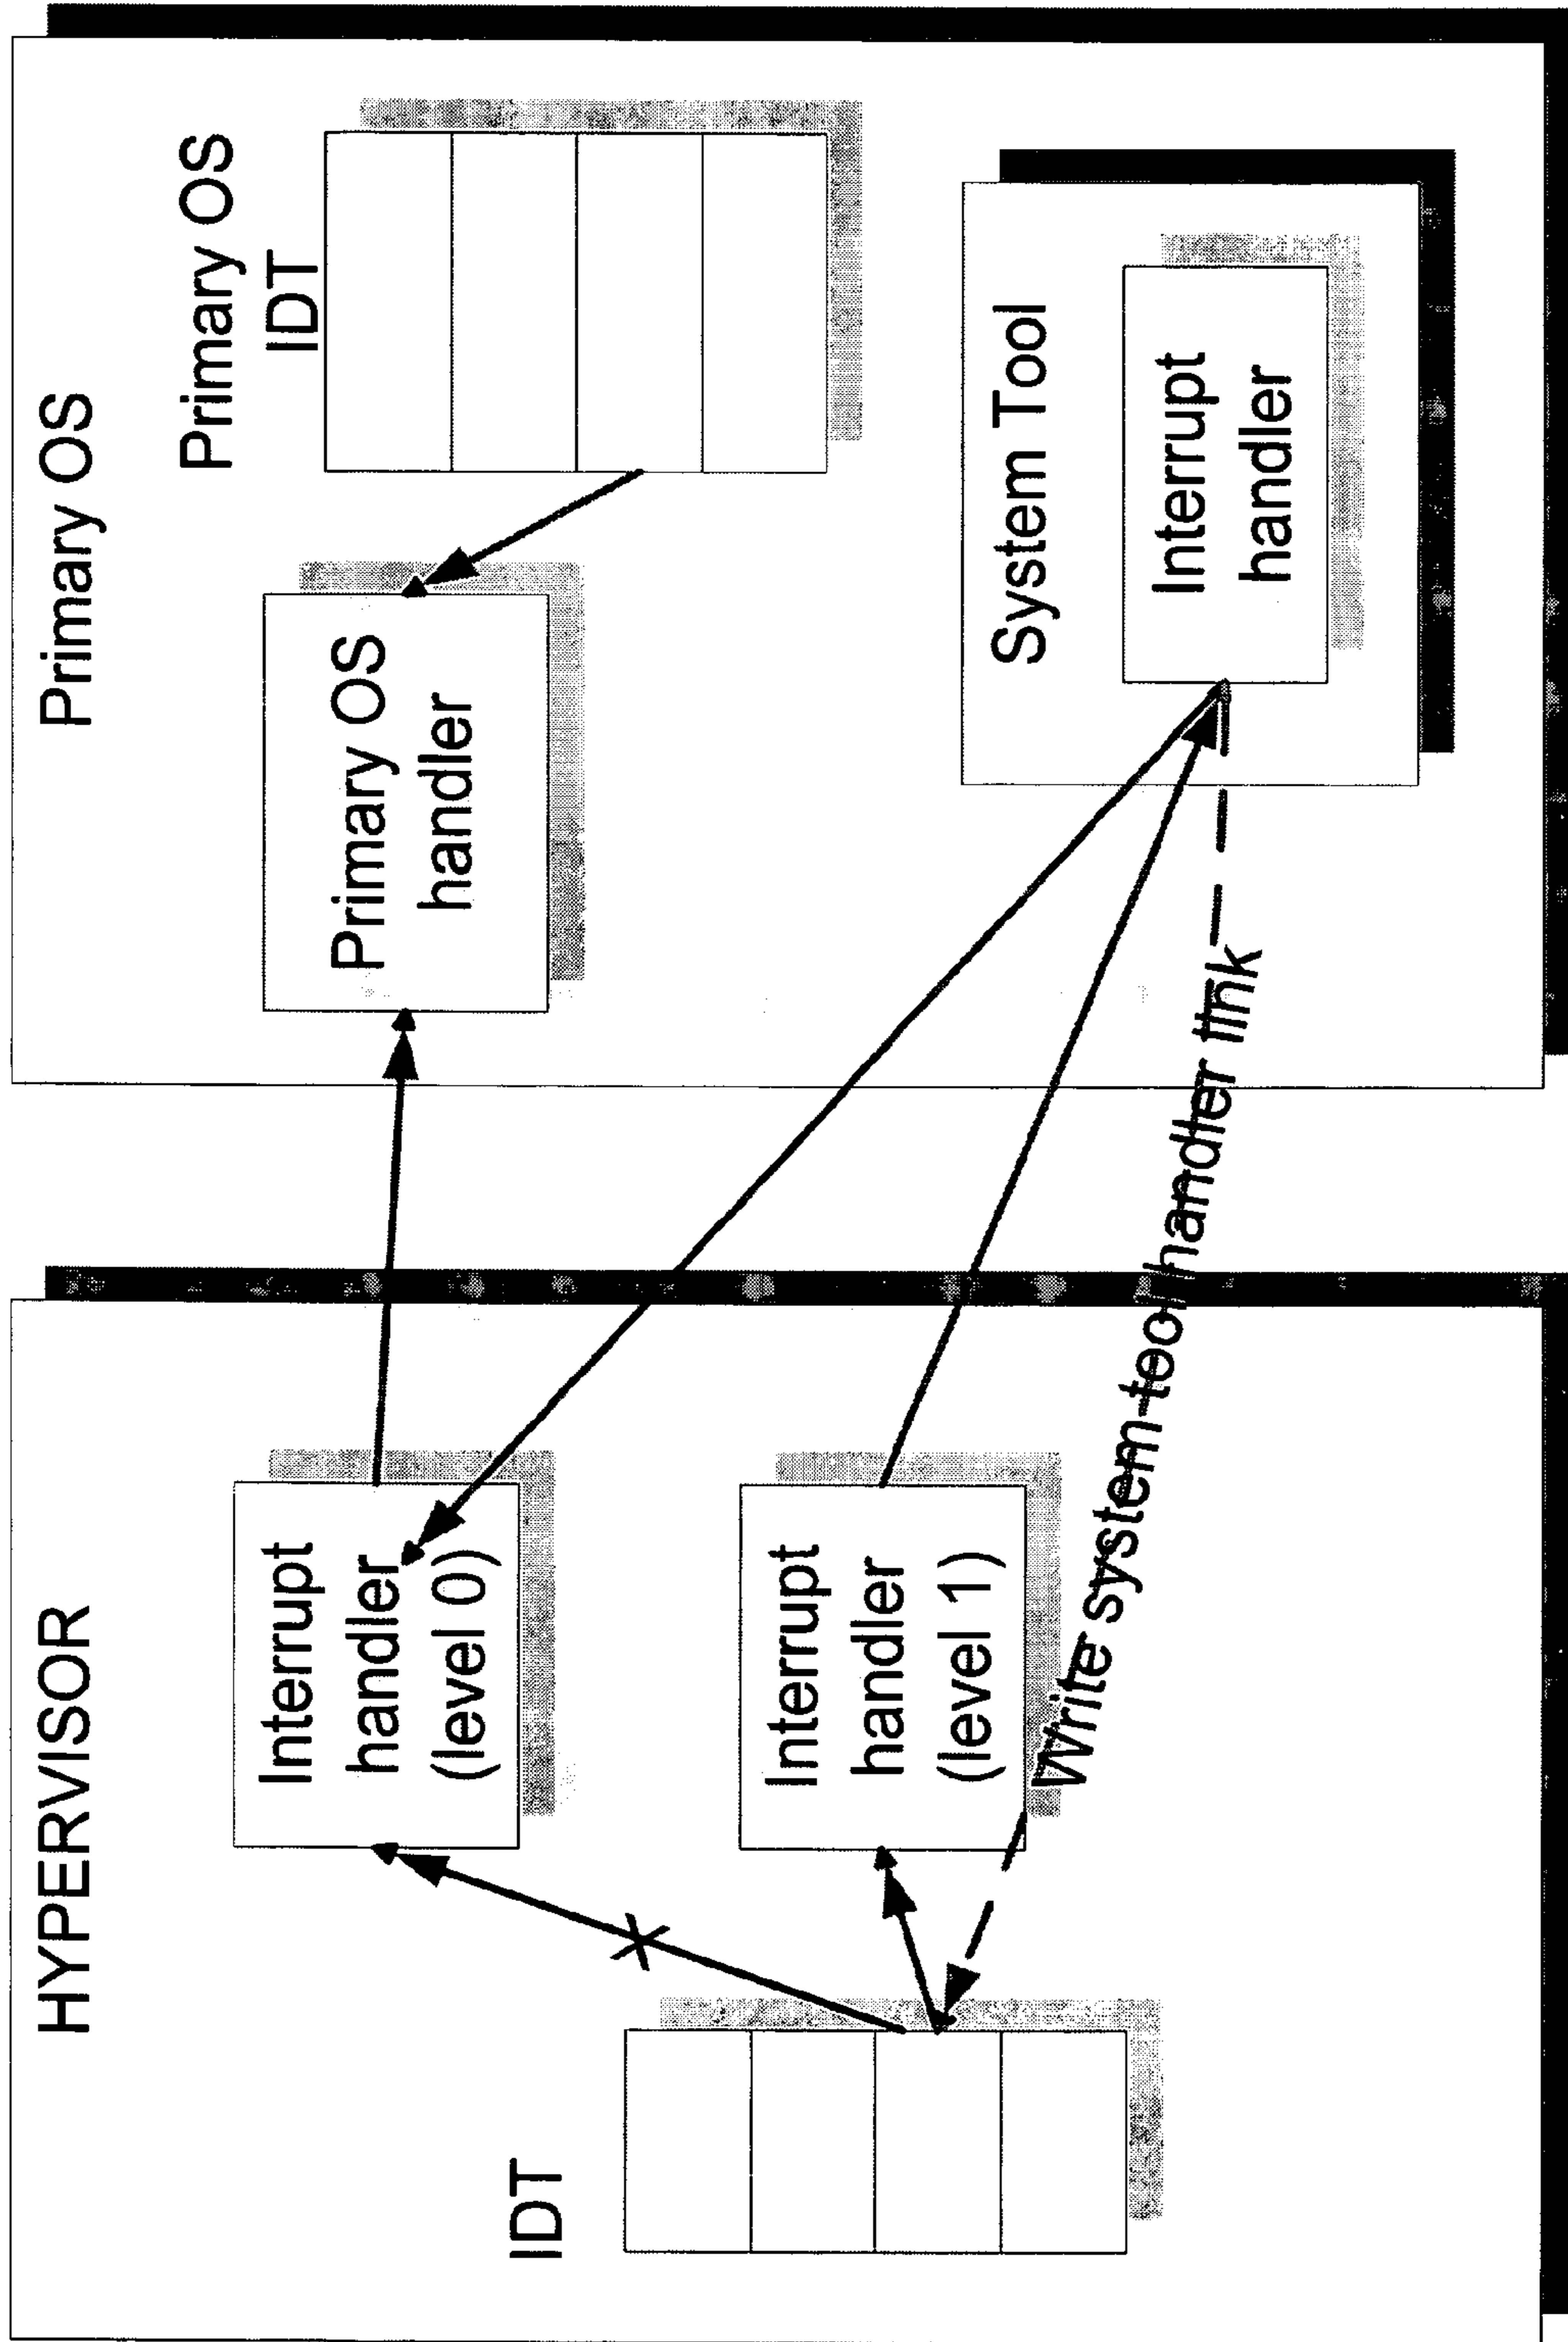 HYPERVISOR
IDT
Interrupt
handler
(level 0)
Interrupt
handler
(level 1)
Write system tool handler link
Primary OS
Primary OS
handler
Primary OS
IDT
System Tool
Interrupt
handler